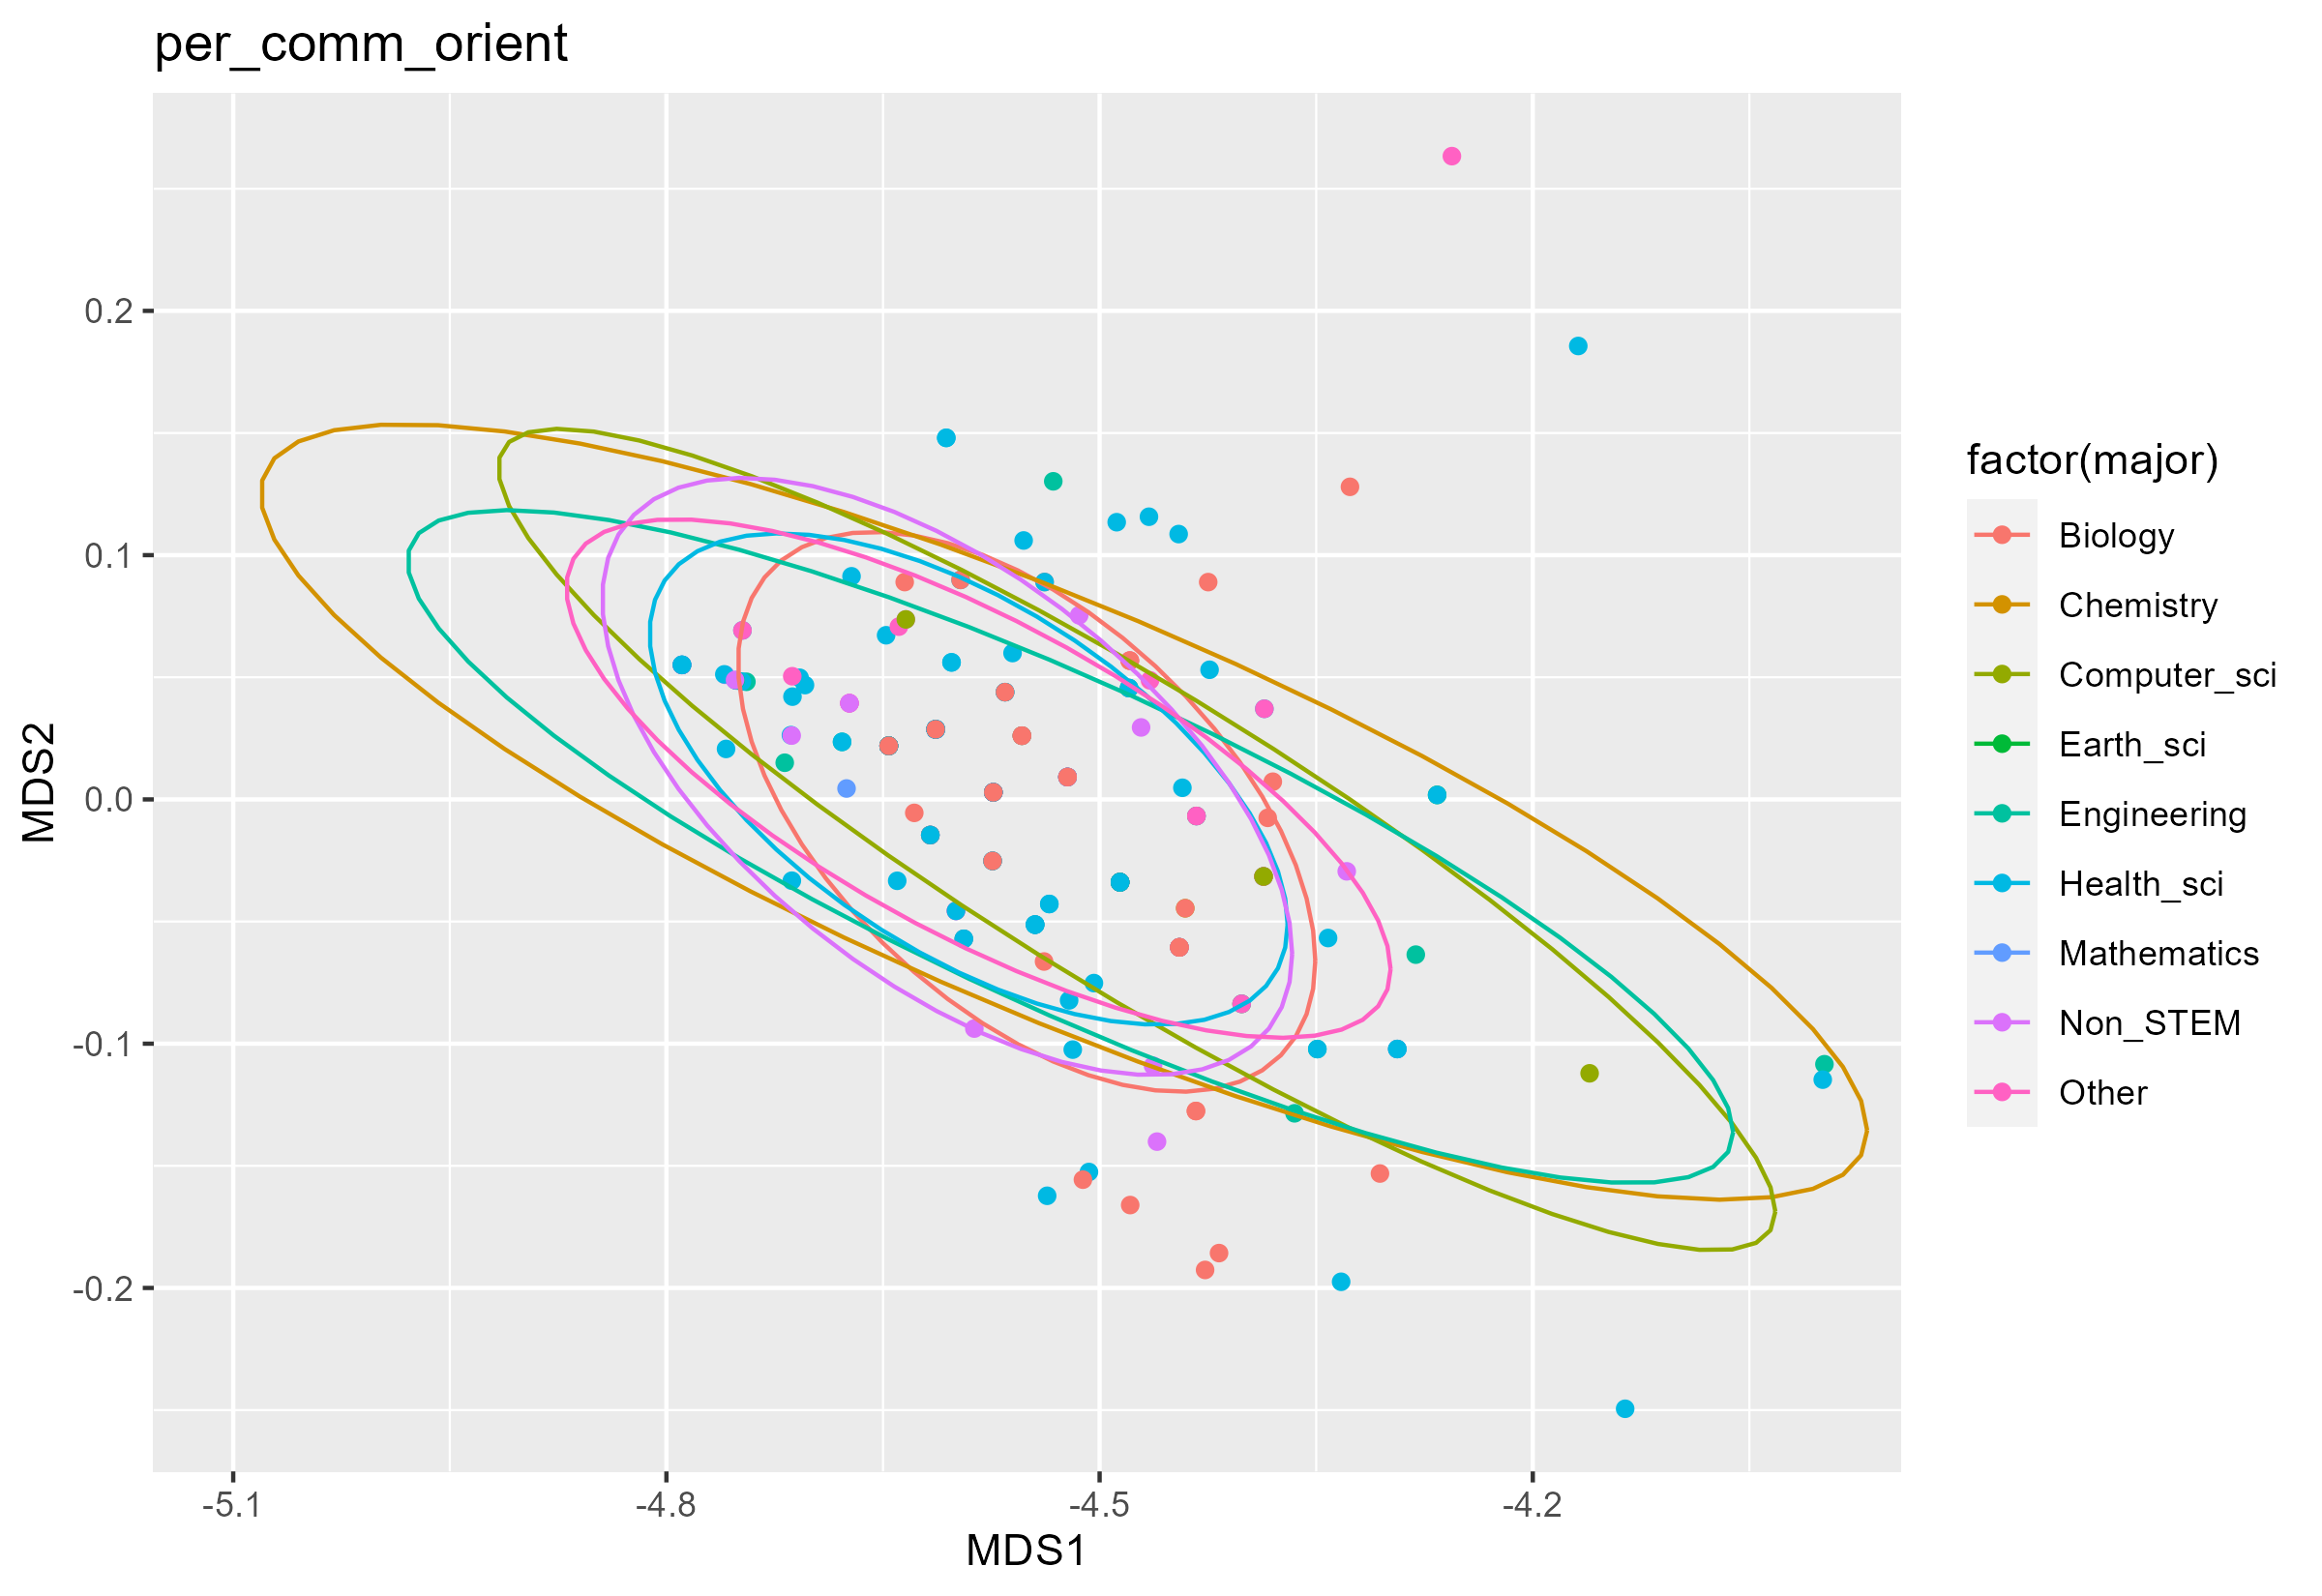 per_comm_orient
MDS2
0.2
0.1
0.0
-0.1
-0.2
-5.1
-4.8
-4.5
-4.2
MDS1
factor(major)
Biology
Chemistry
Computer_sci
Earth_sci
Engineering
Health_sci
Mathematics
Non_STEM
Other